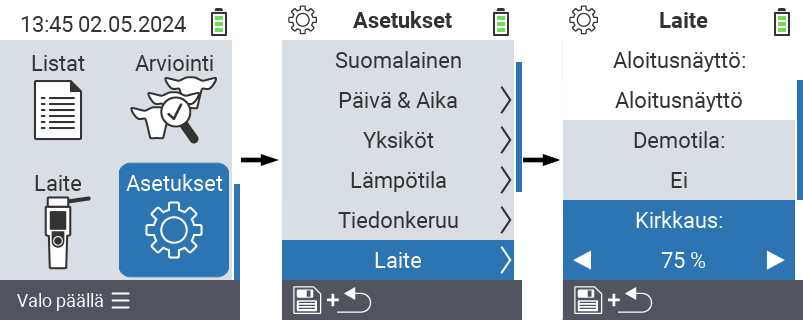 13:45 02.05.2024
Listat
Arviointi
Laite
Asetukset
Valo päällä
Asetukset
Suomalainen
Päivä & Aika
Yksiköt
Lämpötila
Tiedonkeruu
Laite
+
Laite
Aloitusnäyttö:
Aloitusnäyttö
Demotila:
Ei
Kirkkaus:
75 %
+